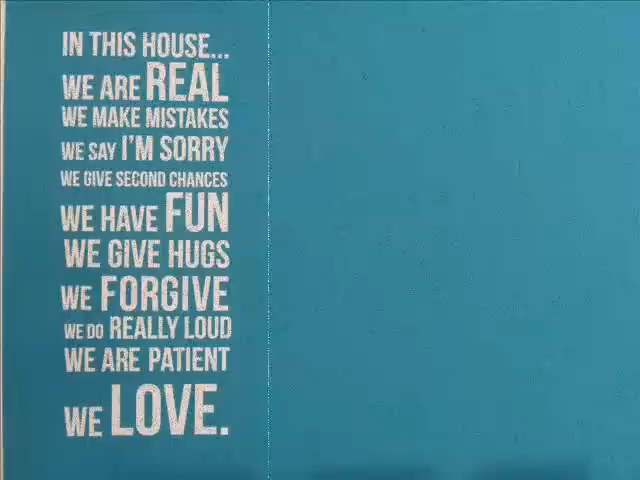 IN THIS HOUSE...
WE ARE REAL
WE MAKE MISTAKES
WE SAY I'M SORRY
WE GIVE SECOND CHANCES
WE HAVE FUN
WE GIVE HUGS
WE FORGIVE
WE DO REALLY LOUD
WE ARE PATIENT
WE LOVE.